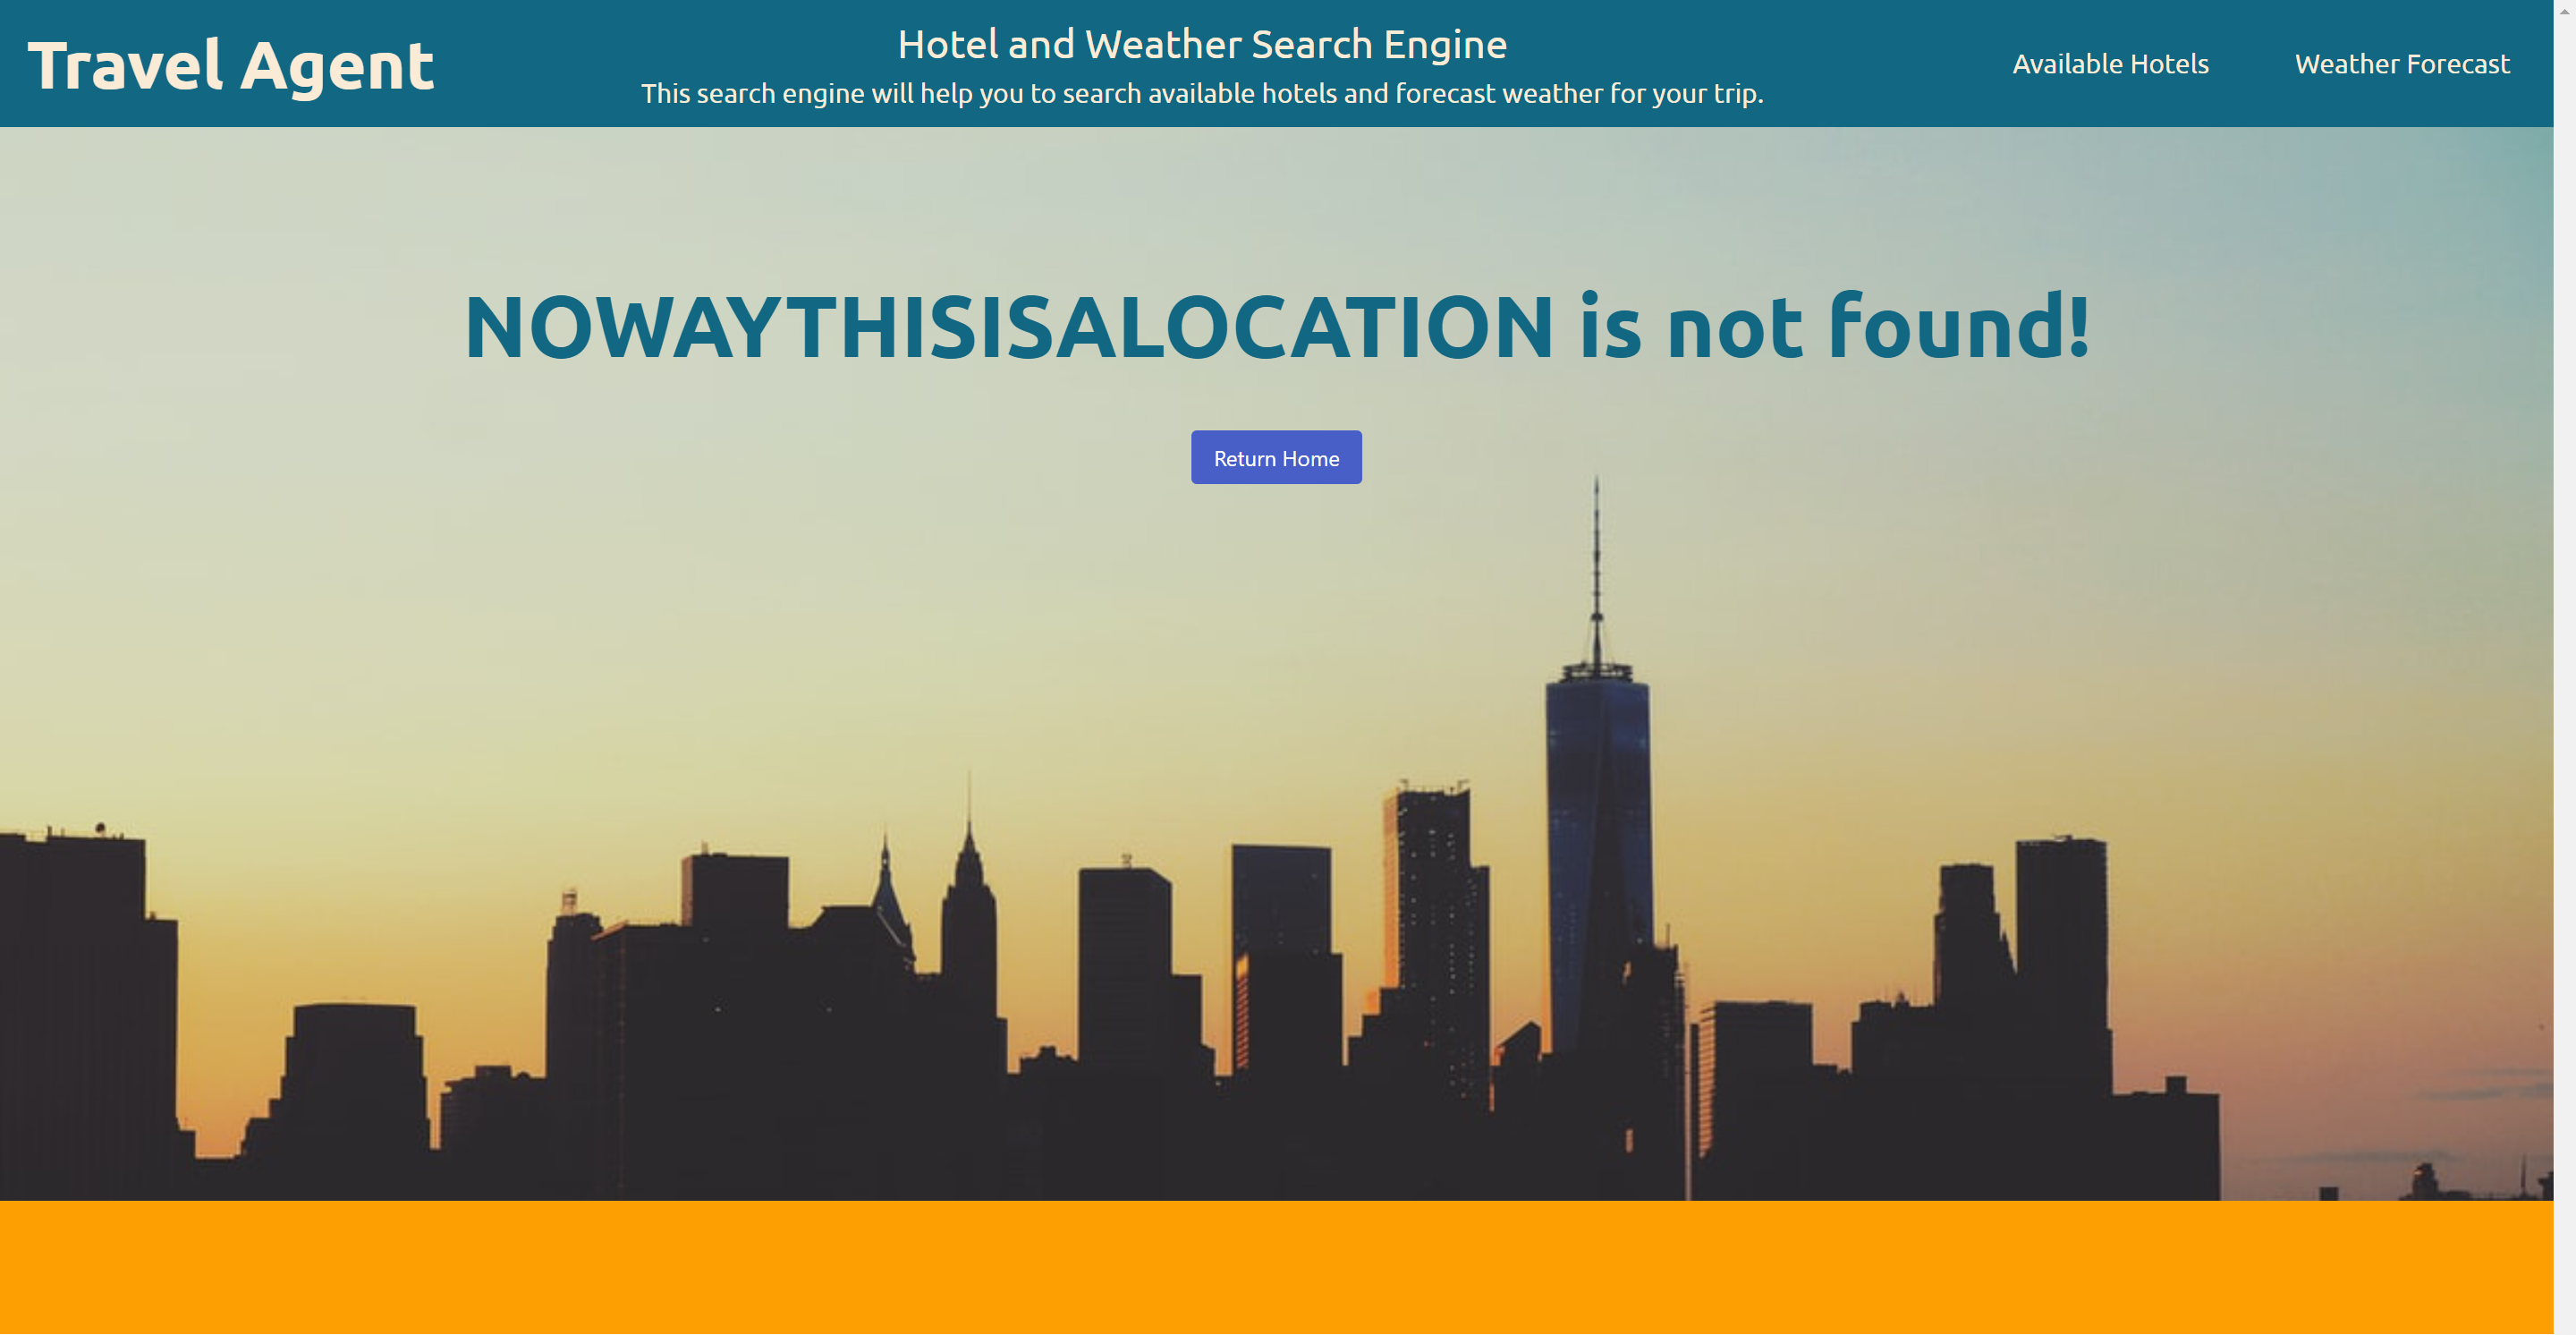 Travel Agent
Hotel and Weather Search Engine
This search engine will help you to search available hotels and forecast weather for your trip.
Available Hotels
Weather Forecast
NOWAYTHISISALOCATION is not found!
Return Home